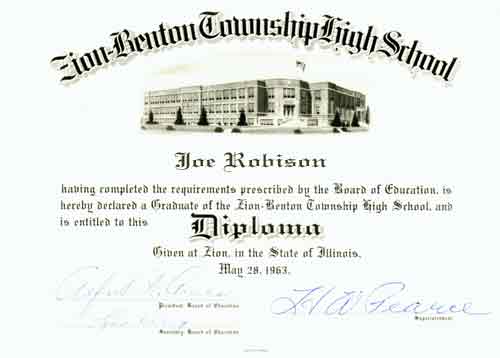 Zion-Benton Township High School
Joe Robison
having completed the requirements prescribed by the Board of Education, is
hereby declared a Graduate of the Zion-Benton Township High School, and
is entitled to this Diploma
Given at Zion, in the State of Illinois,
May 28, 1963.
President Board of Education
H W Pearce
Superintendent
Secretary Board of Education